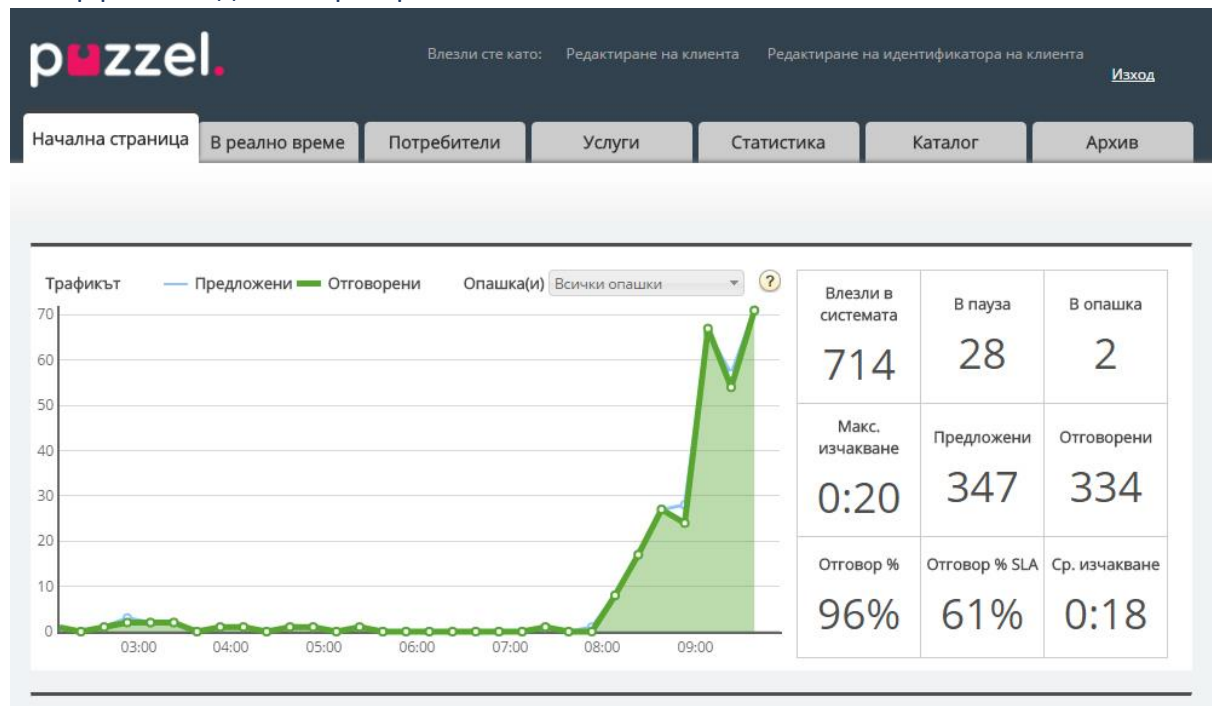 puzzel.
Влезли сте като: Редактиране на клиента Редактиране на идентификатора на клиента
Изход
Начална страница В реално време Потребители Услуги Статистика Каталог Архив
Трафикът Предложени Отговорени Опашка(и) Всички опашки ?
70
60
50
40
30
20
10
0
03:00 04:00 05:00 06:00 07:00 08:00 09:00
Влезли в системата
714
В пауза
28
В опашка
2
Макс. изчакване
0:20
Предложени
347
Отговорени
334
Отговор %
96%
Отговор % SLA
61%
Ср. изчакване
0:18